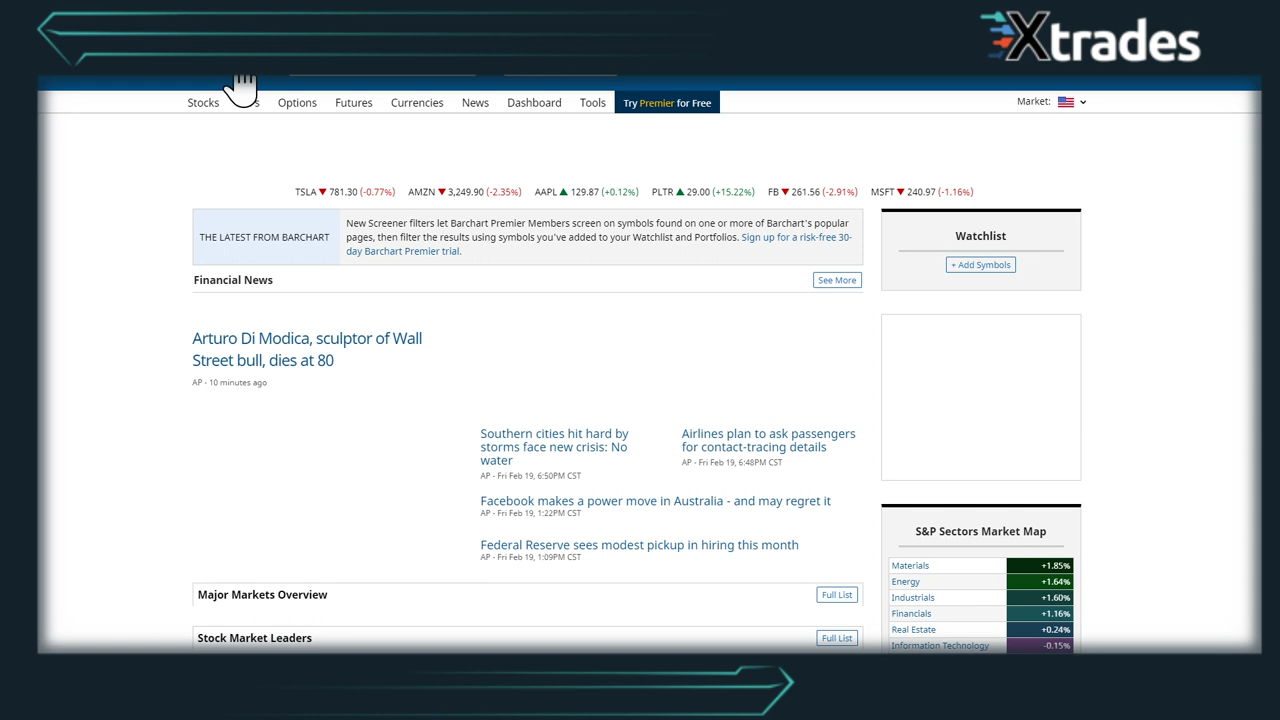 Xtrades
Stocks
Options
Futures
Currencies
News
Dashboard
Tools
Try Premier for Free
Market:
TSLA ▼ 781.30 (-0.77%) AMZN ▼ 3,249.90 (-2.35%) AAPL ▲ 129.87 (+0.12%) PLTR ▲ 29.00 (+15.22%) FB ▼ 261.56 (-2.91%) MSFT ▼ 240.97 (-1.16%)
THE LATEST FROM BARCHART
New Screener filters let Barchart Premier Members screen on symbols found on one or more of Barchart's popular
pages, then filter the results using symbols you've added to your Watchlist and Portfolios. Sign up for a risk-free 30-
day Barchart Premier trial.
Financial News
See More
Arturo Di Modica, sculptor of Wall
Street bull, dies at 80
AP - 10 minutes ago
Southern cities hit hard by
storms face new crisis: No
water
AP - Fri Feb 19, 6:50PM CST
Airlines plan to ask passengers
for contact-tracing details
AP - Fri Feb 19, 6:48PM CST
Facebook makes a power move in Australia - and may regret it
AP - Fri Feb 19, 1:22PM CST
Federal Reserve sees modest pickup in hiring this month
AP - Fri Feb 19, 1:09PM CST
Major Markets Overview
Full List
Stock Market Leaders
Full List
Watchlist
+ Add Symbols
S&P Sectors Market Map
Materials +1.85%
Energy +1.64%
Industrials +1.60%
Financials +1.16%
Real Estate +0.24%
Information Technology -0.15%